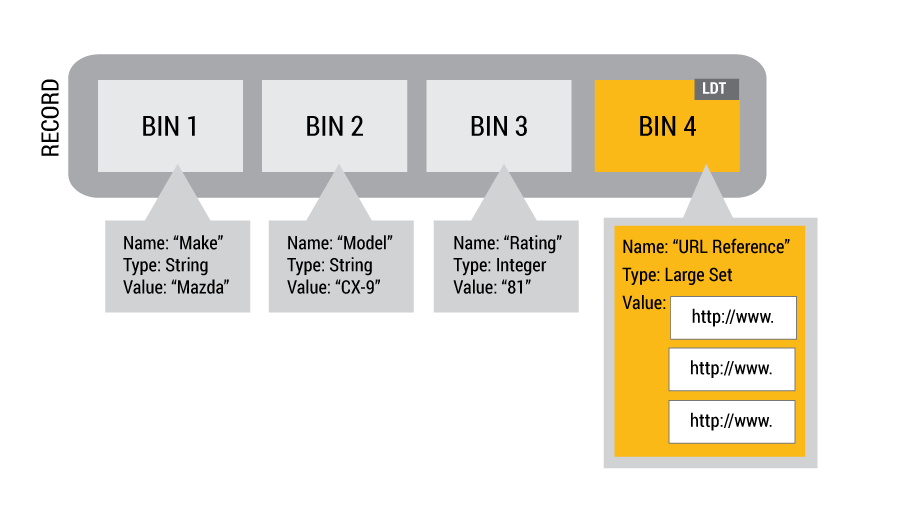 RECORD
BIN 1
BIN 2
BIN 3
BIN 4
LDT
Name: “Make”
Type: String
Value: “Mazda”
Name: “Model”
Type: String
Value: “CX-9”
Name: “Rating”
Type: Integer
Value: “81”
Name: “URL Reference”
Type: Large Set
Value:
http://www.
http://www.
http://www.